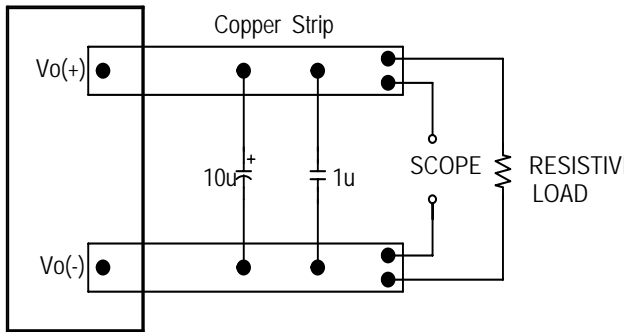 Copper Strip
Vo(+)
+
10u
1u
SCOPE
RESISTIVE
LOAD
Vo(-)